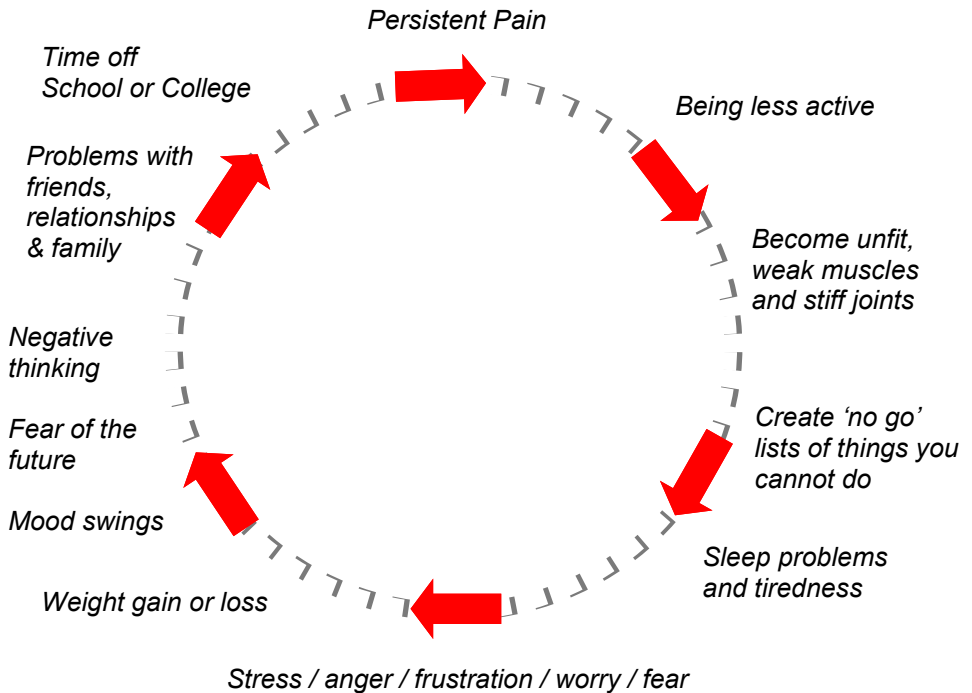 Persistent Pain
Being less active
Become unfit,
weak muscles
and stiff joints
Create ‘no go’
lists of things you
cannot do
Sleep problems
and tiredness
Stress / anger / frustration / worry / fear
Weight gain or loss
Mood swings
Fear of the
future
Negative
thinking
Problems with
friends,
relationships
& family
Time off
School or College